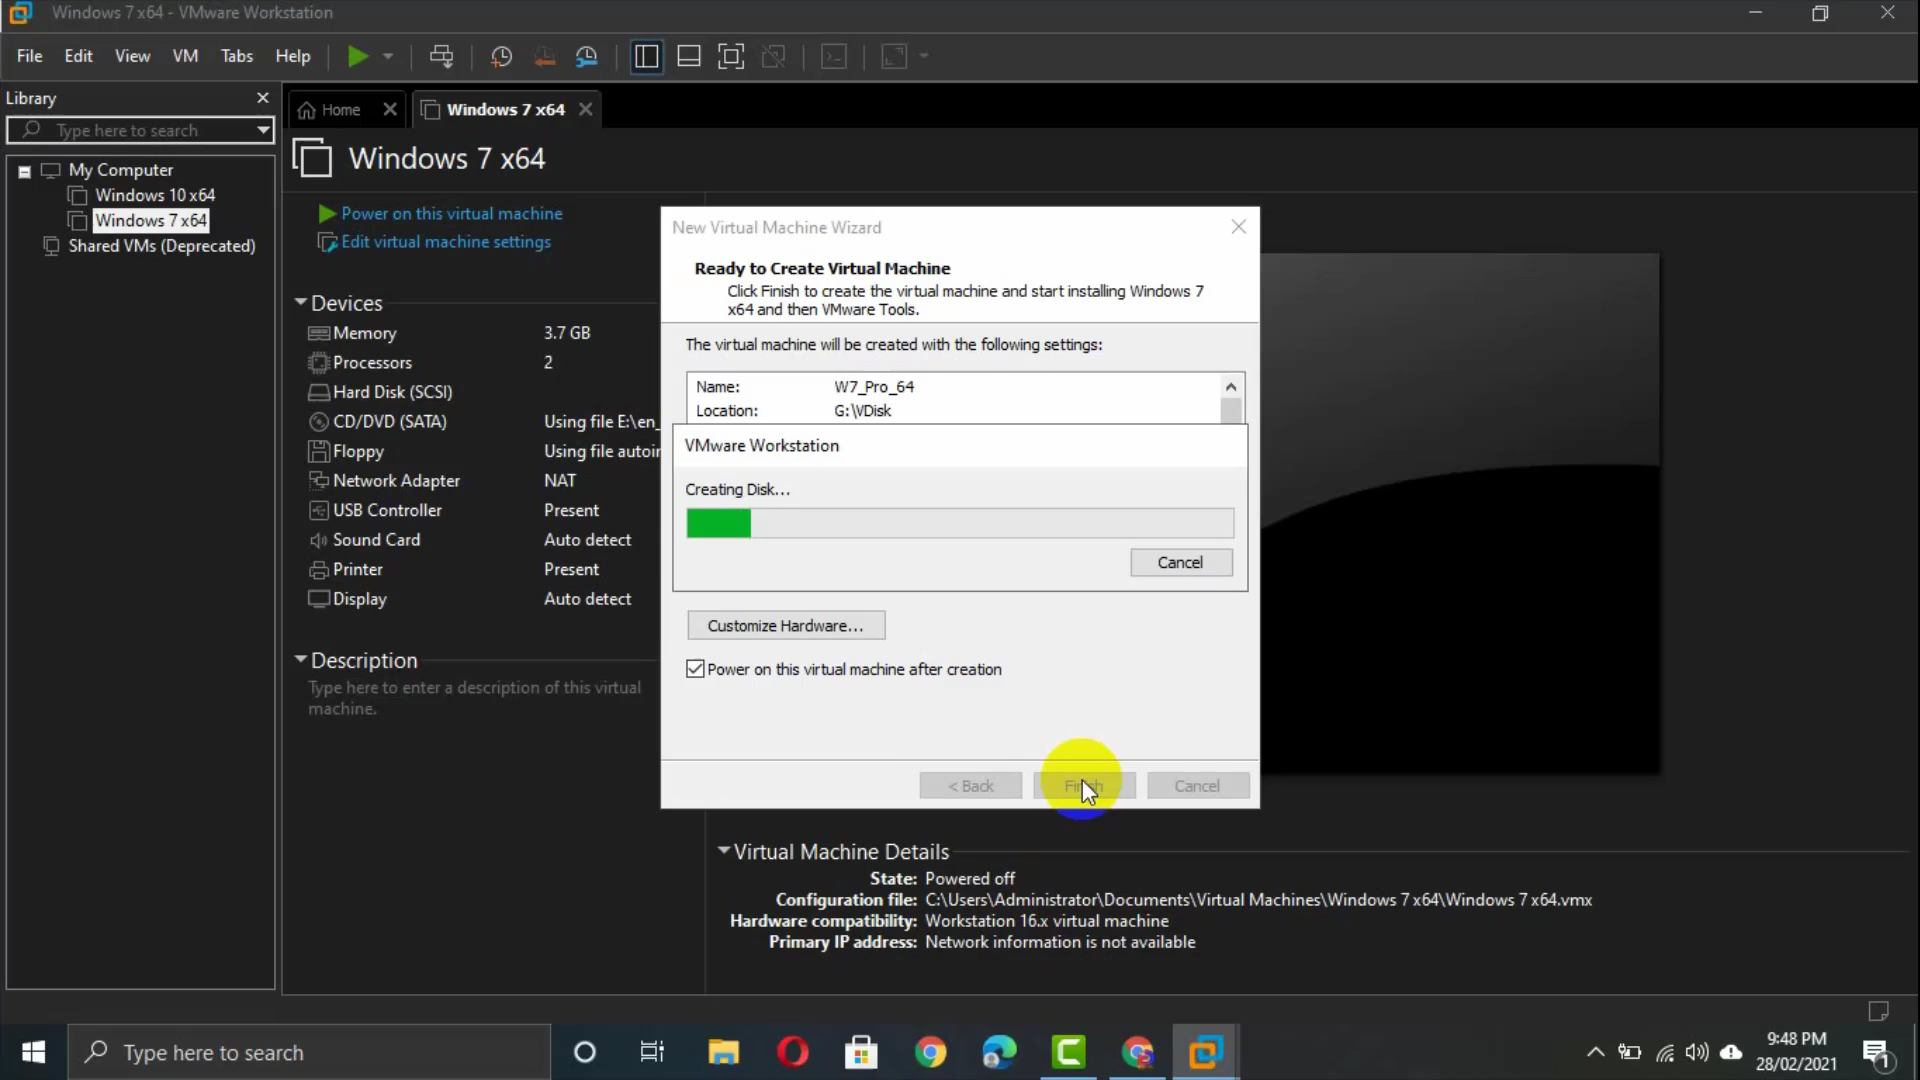 Windows 7 x64 - VMware Workstation
File Edit View VM Tabs Help
Library
Type here to search
My Computer
Windows 10 x64
Windows 7 x64
Shared VMs (Deprecated)
Home
Windows 7 x64
Windows 7 x64
Power on this virtual machine
Edit virtual machine settings
Devices
Memory 3.7 GB
Processors 2
Hard Disk (SCSI)
CD/DVD (SATA) Using file E:\en_
Floppy Using file autoin
Network Adapter NAT
USB Controller Present
Sound Card Auto detect
Printer Present
Display Auto detect
Description
Type here to enter a description of this virtual
machine.
New Virtual Machine Wizard
Ready to Create Virtual Machine
Click Finish to create the virtual machine and start installing Windows 7
x64 and then VMware Tools.
The virtual machine will be created with the following settings:
Name: W7_Pro_64
Location: G:\VDisk
VMware Workstation
Creating Disk...
Cancel
Customize Hardware...
Power on this virtual machine after creation
< Back Finish Cancel
Virtual Machine Details
State: Powered off
Configuration file: C:\Users\Administrator\Documents\Virtual Machines\Windows 7 x64\Windows 7 x64.vmx
Hardware compatibility: Workstation 16.x virtual machine
Primary IP address: Network information is not available
Type here to search
9:48 PM
28/02/2021
1